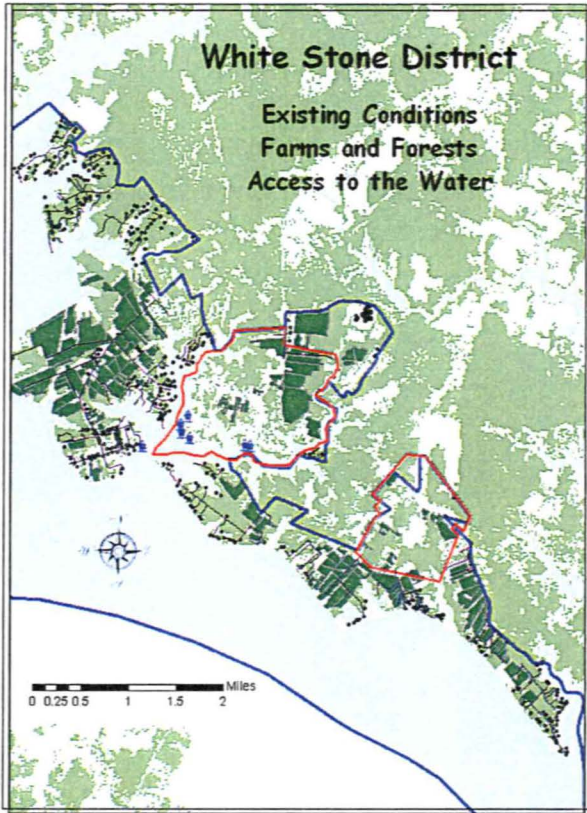 White Stone District
Existing Conditions
Farms and Forests
Access to the Water
Miles
0 0.25 0.5 1 1.5 2